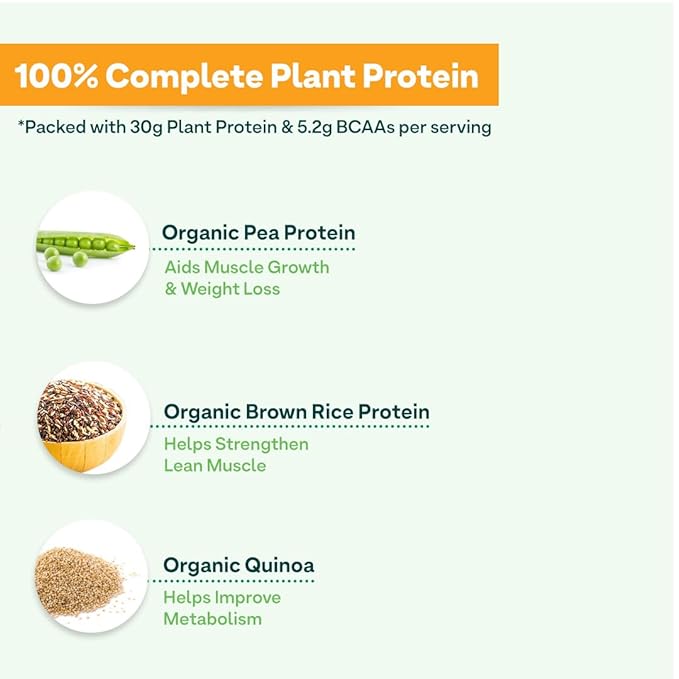 100% Complete Plant Protein
*Packed with 30g Plant Protein & 5.2g BCAAs per serving
Organic Pea Protein
Aids Muscle Growth
& Weight Loss
Organic Brown Rice Protein
Helps Strengthen
Lean Muscle
Organic Quinoa
Helps Improve
Metabolism